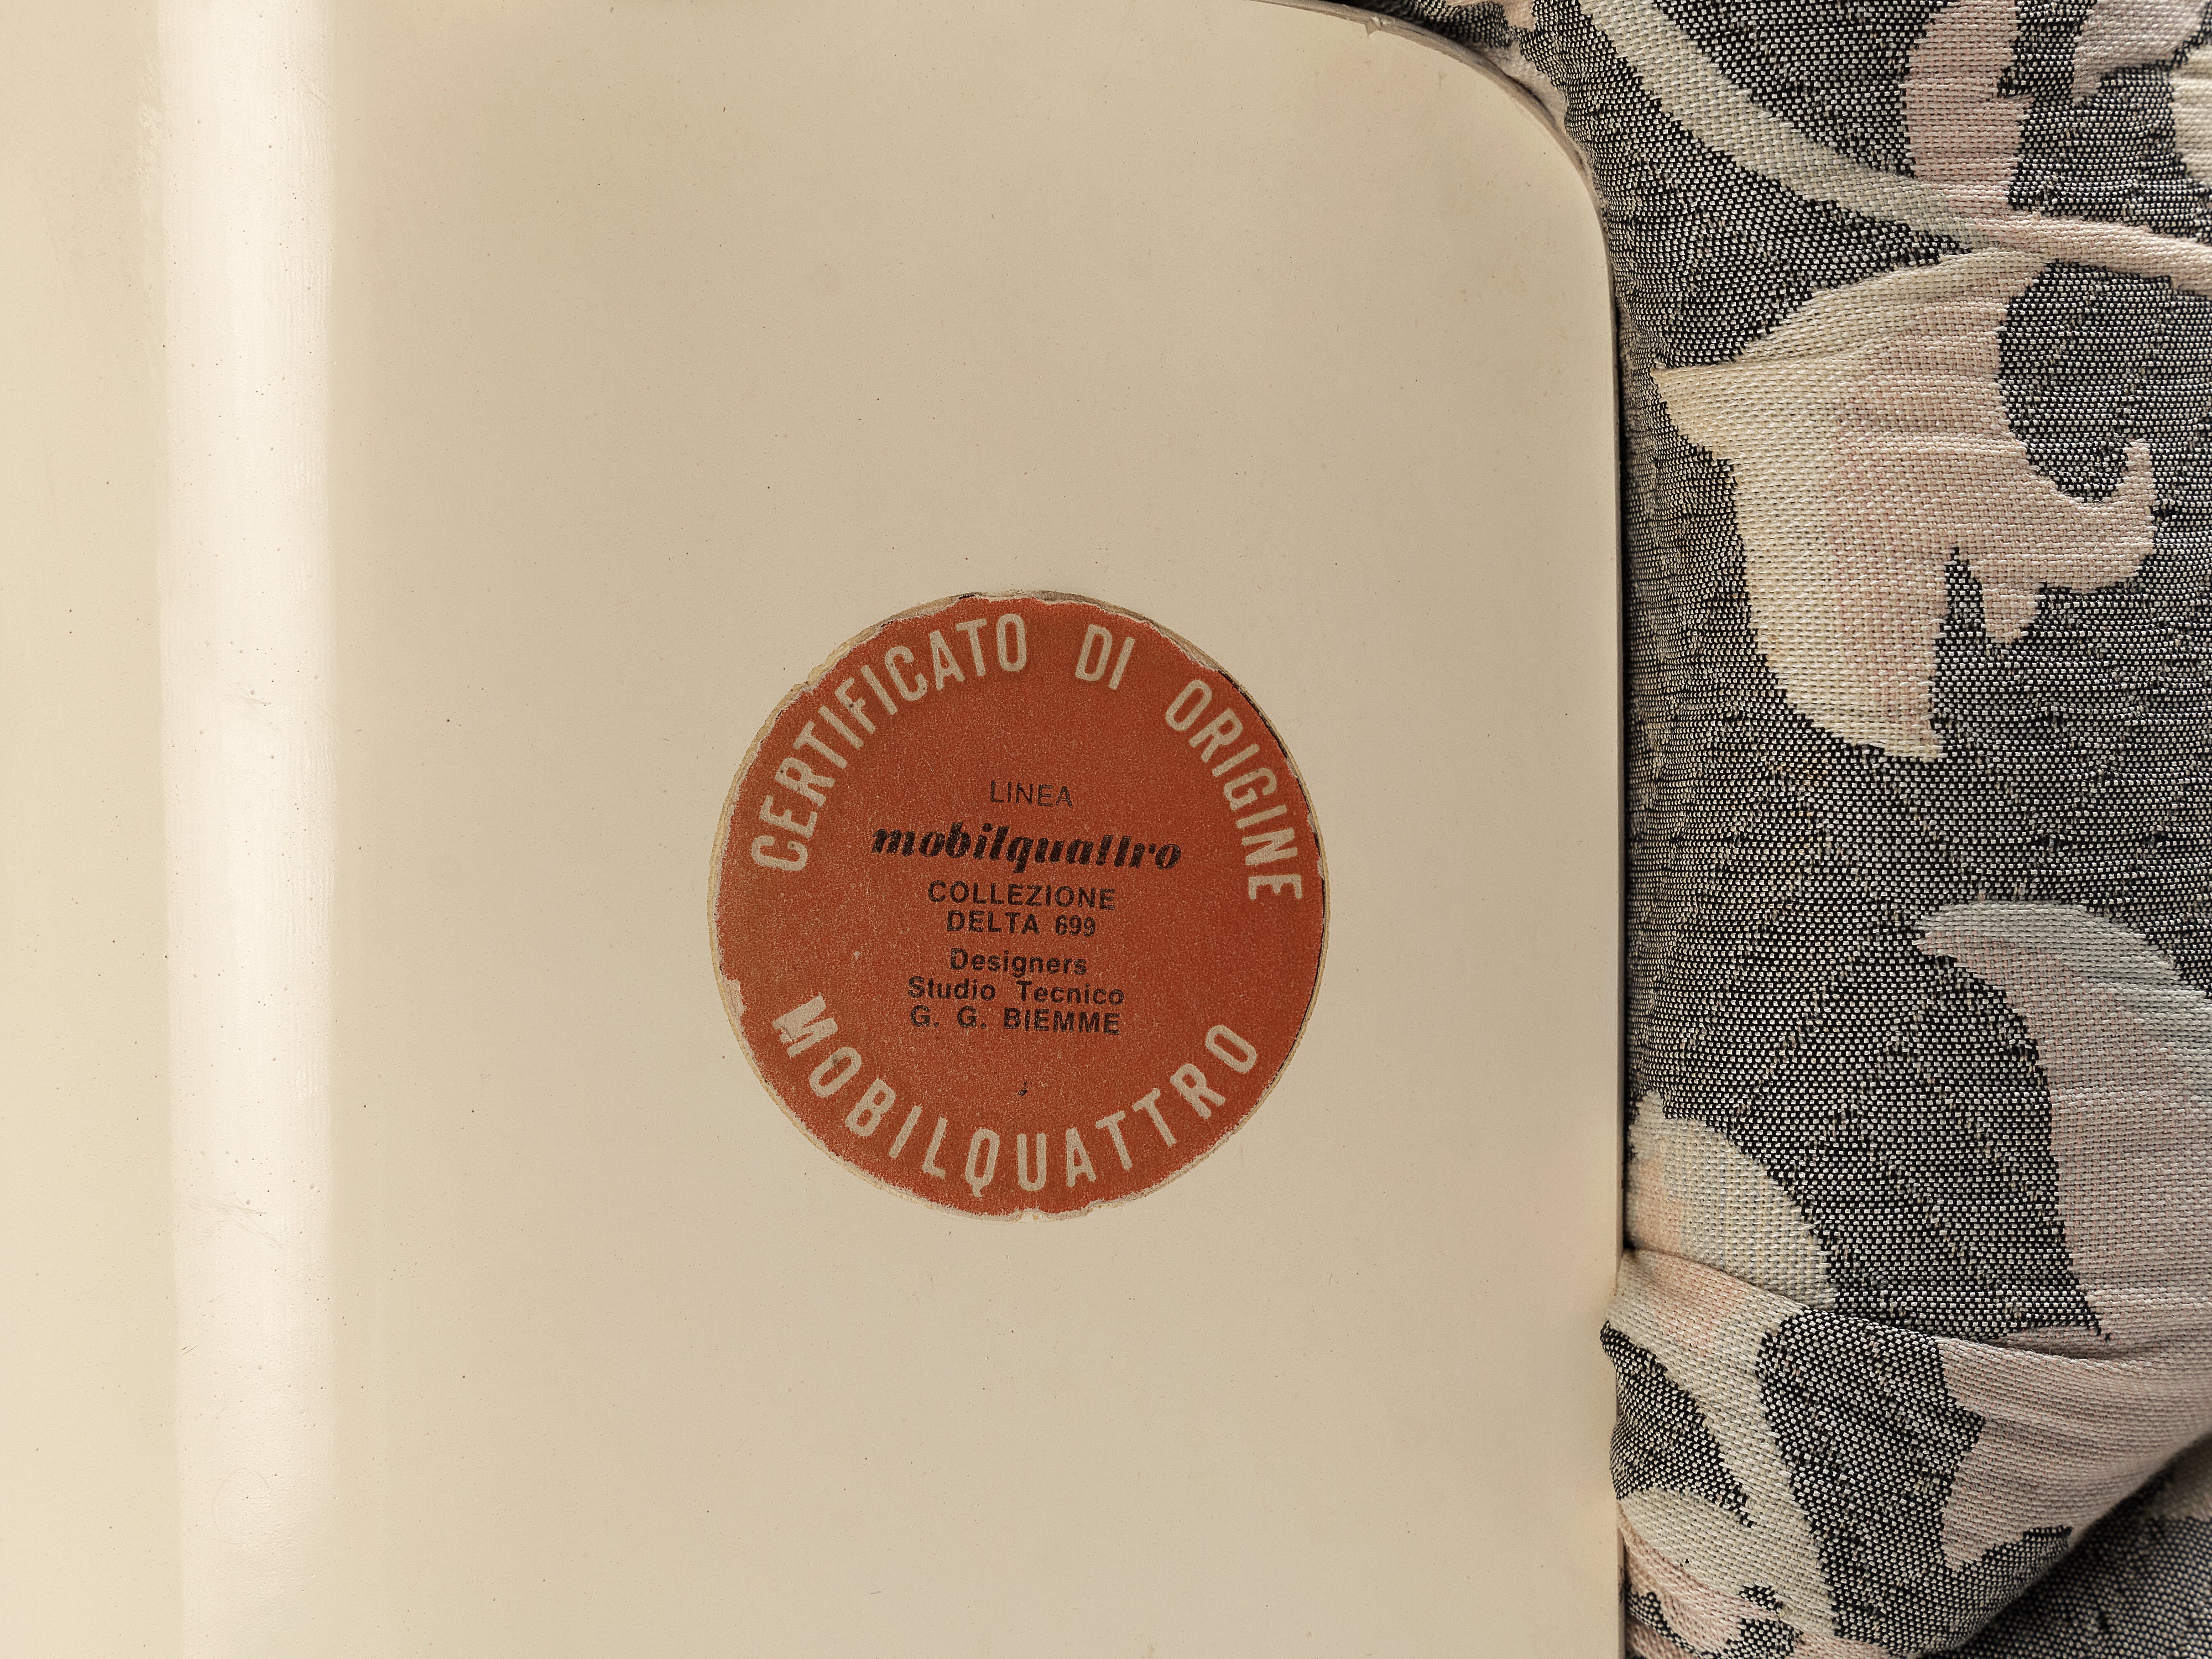 CERTIFICATO DI ORIGINE
LINEA
mobilquattro
COLLEZIONE
DELTA 699
Designers
Studio Tecnico
G. G. BIEMME
MOBILQUATTRO